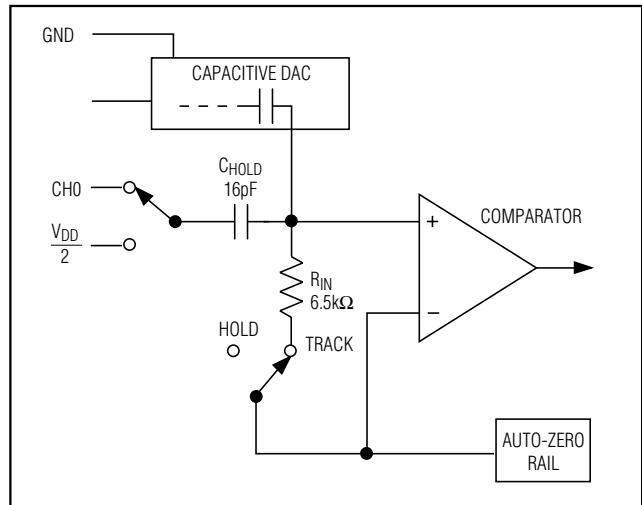 GND
CAPACITIVE DAC
CHOLD
16pF
CH0
VDD
2
+
COMPARATOR
RIN
6.5kΩ
−
HOLD
TRACK
AUTO-ZERO
RAIL